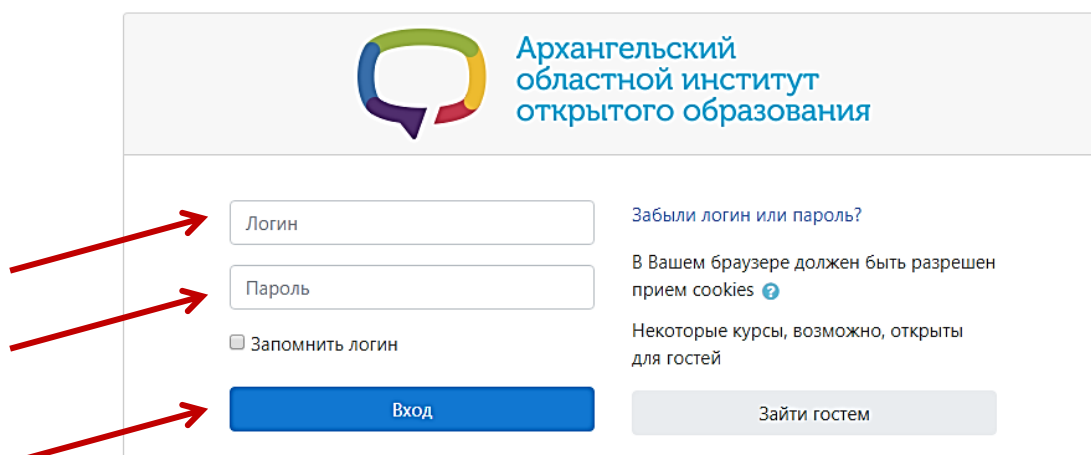 Архангельский
областной институт
открытого образования
Логин
Пароль
Запомнить логин
Вход
Забыли логин или пароль?
В Вашем браузере должен быть разрешен
прием cookies ?
Некоторые курсы, возможно, открыты
для гостей
Зайти гостем